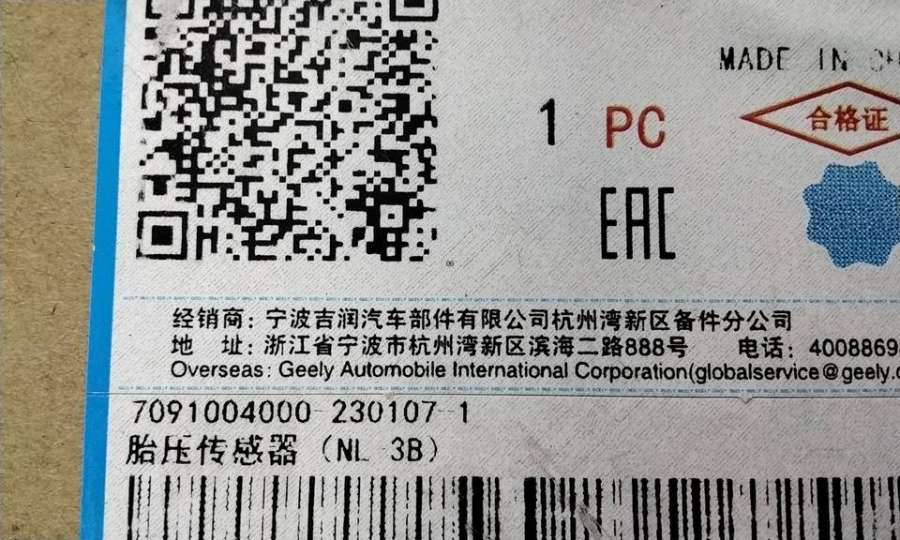 MADE IN CH
1 PC
合格证
EAC
经销商：宁波吉润汽车部件有限公司杭州湾新区备件分公司
地 址：浙江省宁波市杭州湾新区滨海二路888号 电话：4008869
Overseas: Geely Automobile International Corporation(globalservice@geely.c
7091004000-230107-1
胎压传感器（NL-3B）